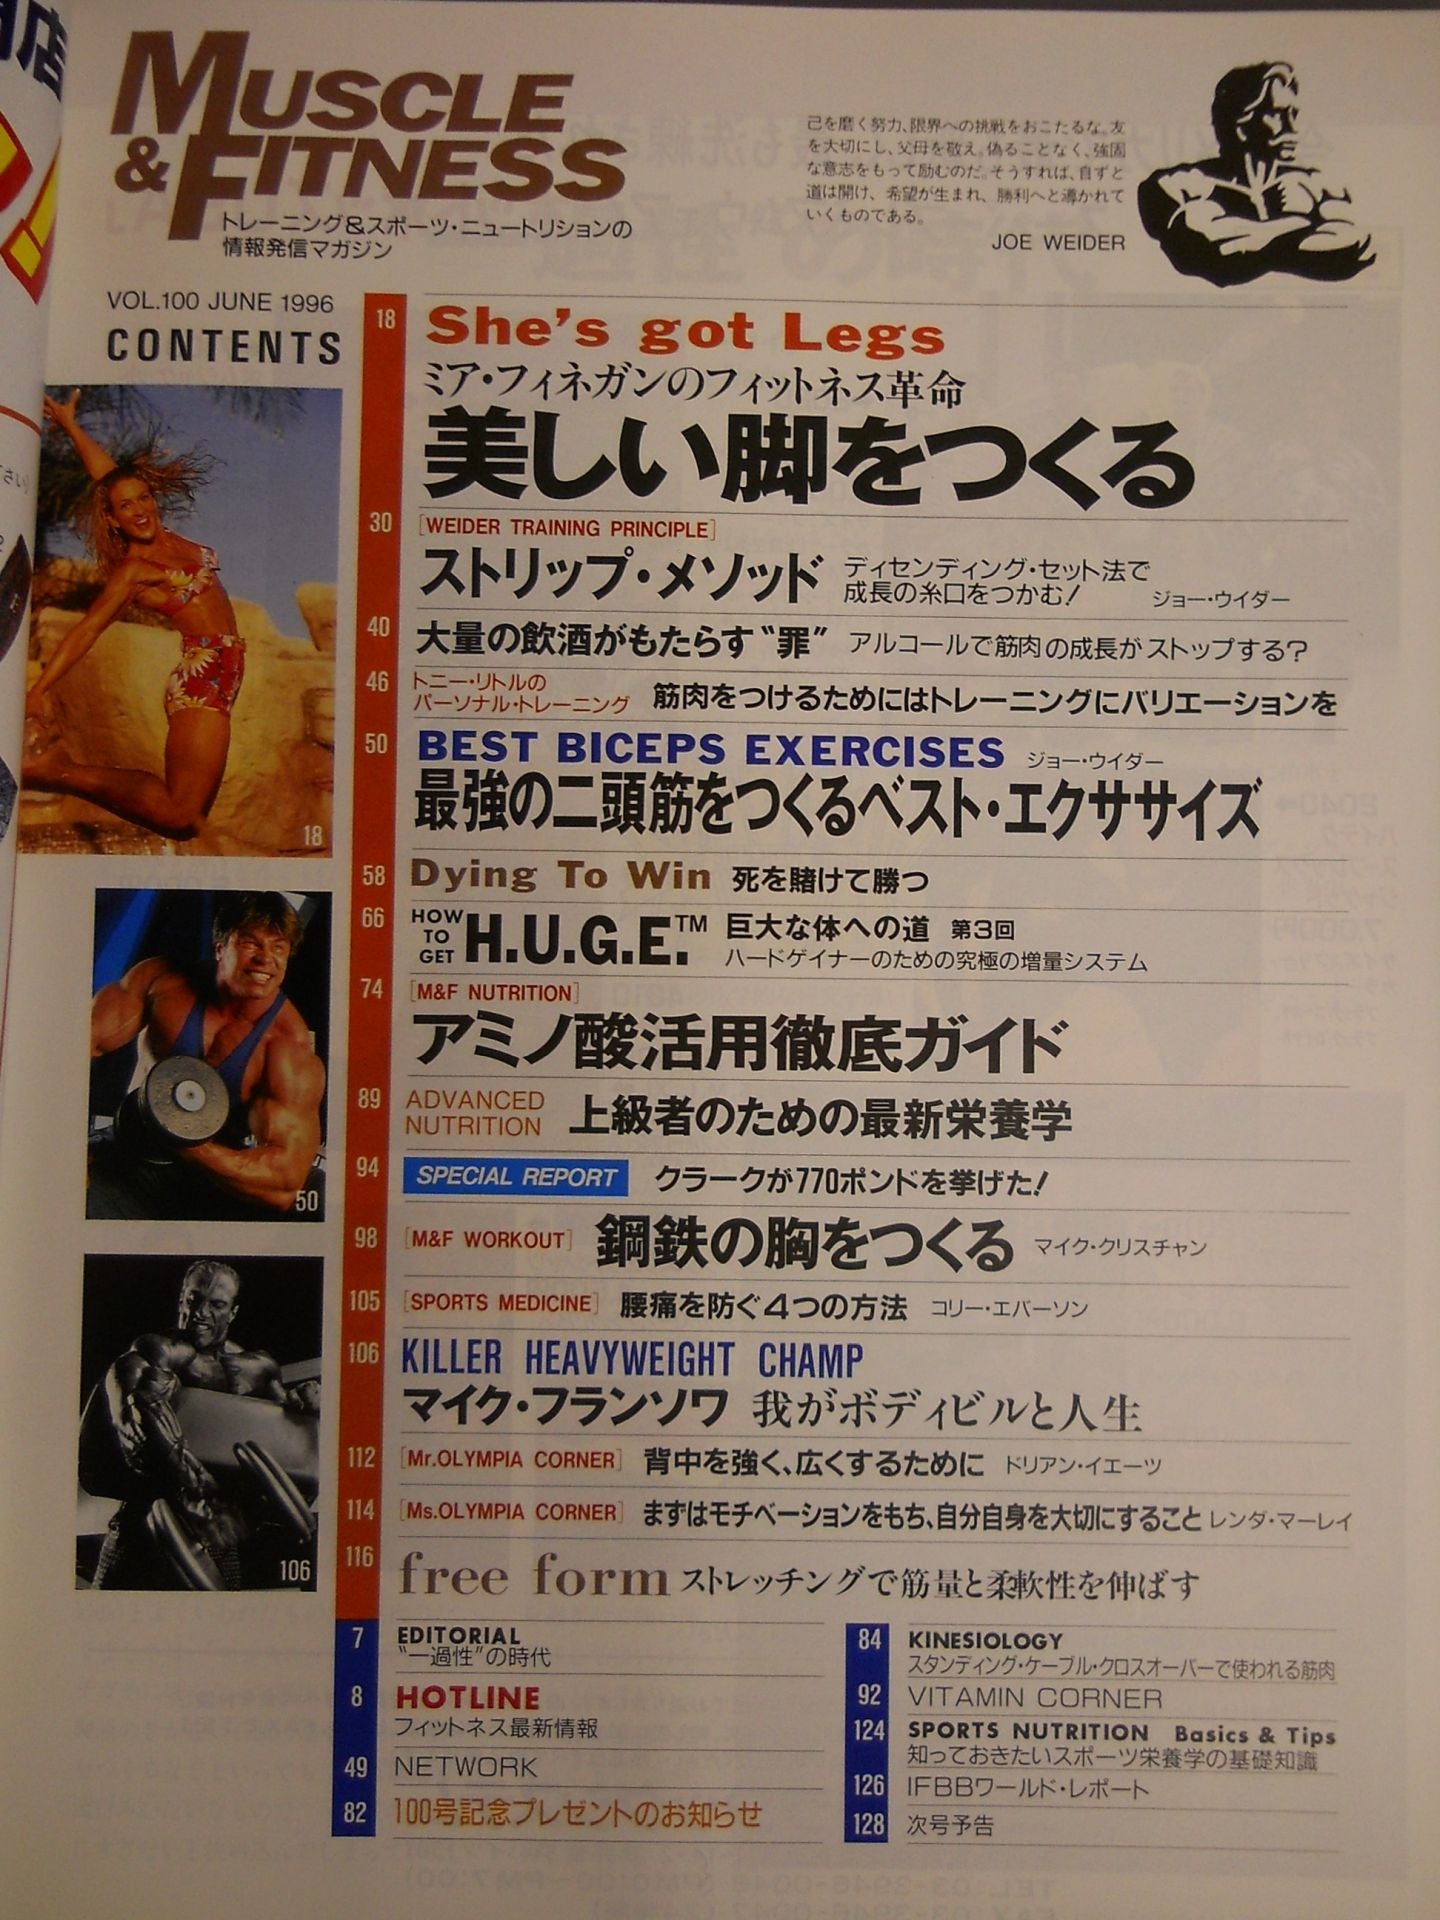 MUSCLE
& FITNESS
トレーニング&スポーツ・ニュートリションの
情報発信マガジン
己を磨く努力、限界への挑戦をおこたるな。友
を大切にし、父母を敬え。偽ることなく、強固
な意志をもって励むのだ。そうすれば、自ずと
道は開け、希望が生まれ、勝利へと導かれて
いくものである。
JOE WEIDER
VOL.100 JUNE 1996
CONTENTS
18
50
106
18 She's got Legs
ミア・フィネガンのフィットネス革命
美しい脚をつくる
30 [WEIDER TRAINING PRINCIPLE]
ストリップ・メソッド ディセンディング・セット法で
成長の糸口をつかむ! ジョー・ウイダー
40 大量の飲酒がもたらす"罪" アルコールで筋肉の成長がストップする?
46 トニー・リトルの
パーソナル・トレーニング 筋肉をつけるためにはトレーニングにバリエーションを
50 BEST BICEPS EXERCISES ジョー・ウイダー
最強の二頭筋をつくるベスト・エクササイズ
58 Dying To Win 死を賭けて勝つ
66 HOW TO GET H.U.G.E.™ 巨大な体への道 第3回
ハードゲイナーのための究極の増量システム
74 [M&F NUTRITION]
アミノ酸活用徹底ガイド
89 ADVANCED
NUTRITION 上級者のための最新栄養学
94 SPECIAL REPORT クラークが770ポンドを挙げた!
98 [M&F WORKOUT] 鋼鉄の胸をつくる マイク・クリスチャン
105 [SPORTS MEDICINE] 腰痛を防ぐ4つの方法 コリー・エバーソン
106 KILLER HEAVYWEIGHT CHAMP
マイク・フランソワ 我がボディビルと人生
112 [Mr.OLYMPIA CORNER] 背中を強く、広くするために ドリアン・イエーツ
114 [Ms.OLYMPIA CORNER] まずはモチベーションをもち、自分自身を大切にすること レンダ・マーレイ
116 free form ストレッチングで筋量と柔軟性を伸ばす
7 EDITORIAL
"一過性"の時代
8 HOTLINE
フィットネス最新情報
49 NETWORK
82 100号記念プレゼントのお知らせ
84 KINESIOLOGY
スタンディング・ケーブル・クロスオーバーで使われる筋肉
92 VITAMIN CORNER
124 SPORTS NUTRITION Basics & Tips
知っておきたいスポーツ栄養学の基礎知識
126 IFBBワールド・レポート
128 次号予告